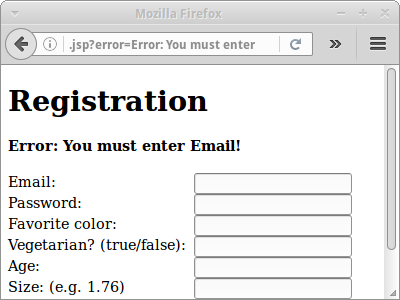 Mozilla Firefox
.jsp?error=Error: You must enter
Registration
Error: You must enter Email!
Email:
Password:
Favorite color:
Vegetarian? (true/false):
Age:
Size: (e.g. 1.76)